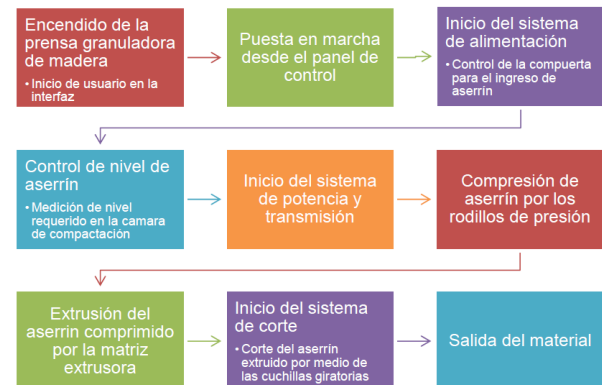 Encendido de la
prensa granuladora
de madera
• Inicio de usuario en la
interfaz
Puesta en marcha
desde el panel de
control
Inicio del sistema
de alimentación
• Control de la compuerta
para el ingreso de
aserrín
Control de nivel de
aserrín
• Medición de nivel
requerido en la camara
de compactación
Inicio del sistema
de potencia y
transmisión
Compresión de
aserrín por los
rodillos de presión
Extrusión del
aserrin comprimido
por la matriz
extrusora
Inicio del sistema
de corte
• Corte del aserrín
extruido por medio de
las cuchillas giratorias
Salida del material